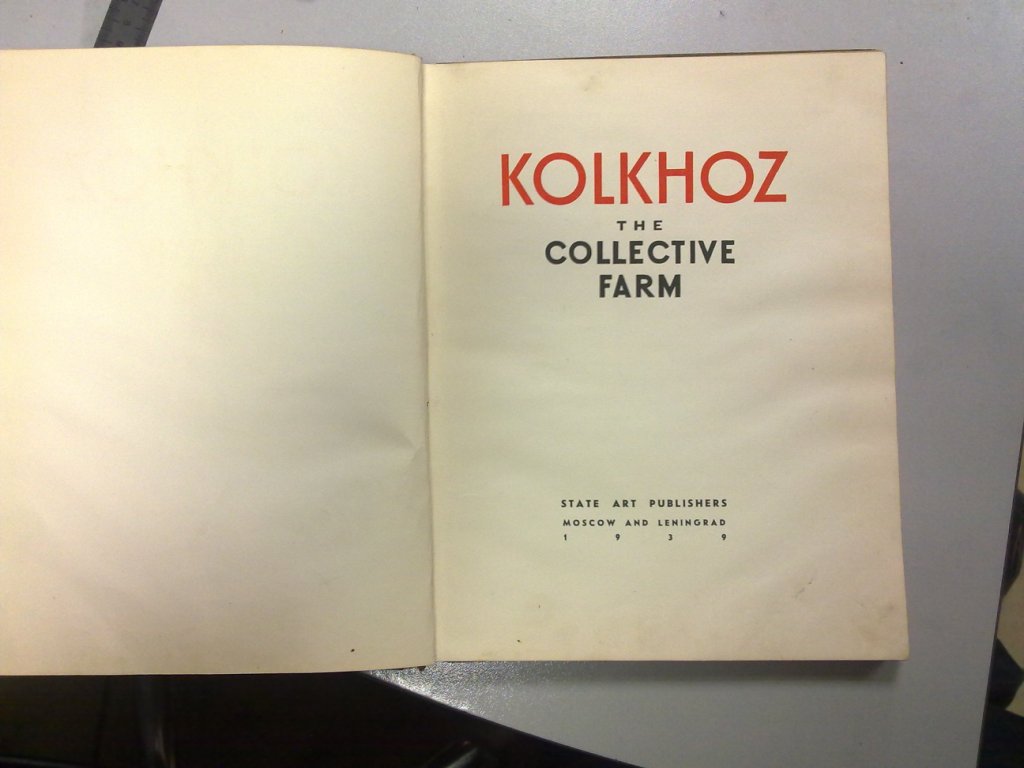 KOLKHOZ
THE
COLLECTIVE
FARM
STATE ART PUBLISHERS
MOSCOW AND LENINGRAD
1 9 3 9